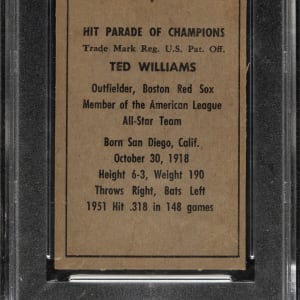 HIT PARADE OF CHAMPIONS
Trade Mark Reg. U.S. Pat. Off.
TED WILLIAMS
Outfielder, Boston Red Sox
Member of the American League
All-Star Team
Born San Diego, Calif.
October 30, 1918
Height 6-3, Weight 190
Throws Right, Bats Left
1951 Hit .318 in 148 games